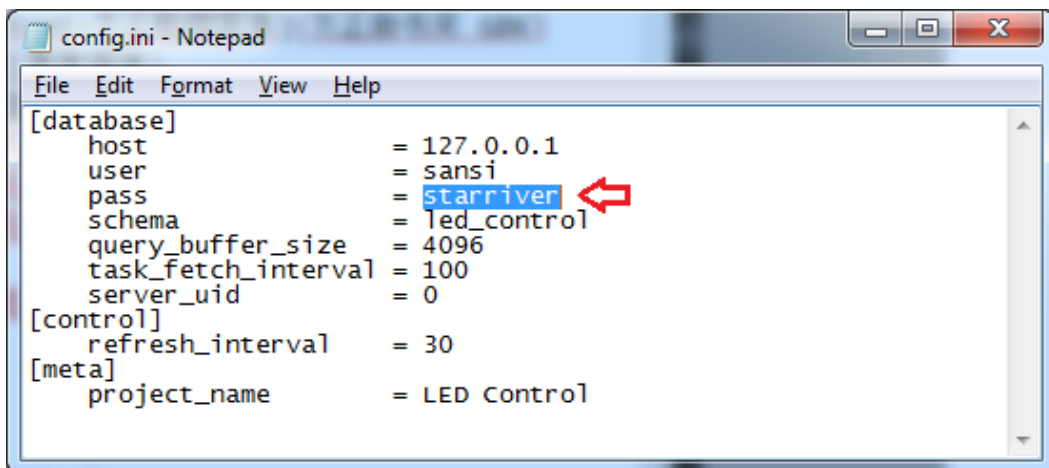 config.ini - Notepad
File Edit Format View Help
[database]
host = 127.0.0.1
user = sansi
pass = starriver
schema = led_control
query_buffer_size = 4096
task_fetch_interval = 100
server_uid = 0
[control]
refresh_interval = 30
[meta]
project_name = LED Control